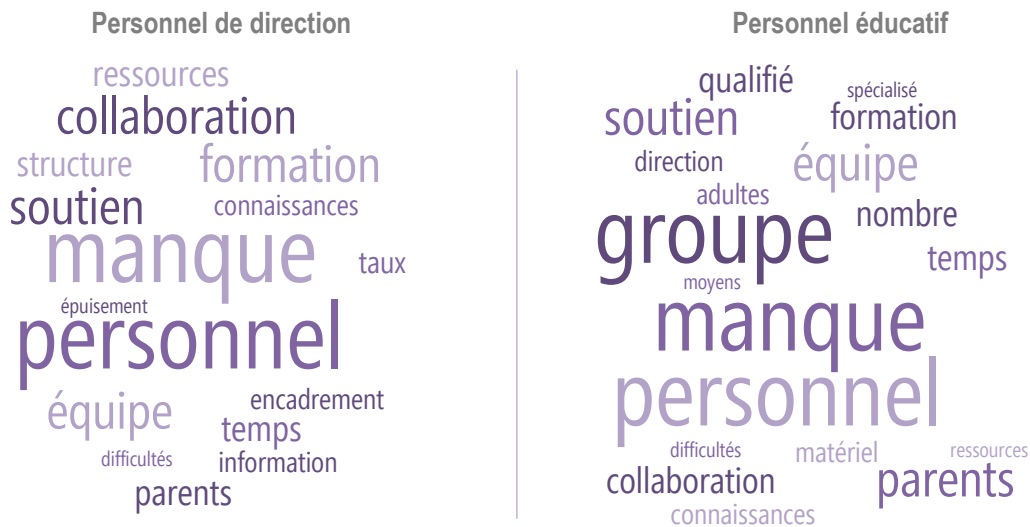 Personnel de direction
ressources
collaboration
structure
formation
soutien
connaissances
manque
taux
épuisement
personnel
équipe
encadrement
temps
difficultés
information
parents
Personnel éducatif
qualifié
spécialisé
soutien
formation
direction
équipe
adultes
groupe
nombre
temps
moyens
manque
personnel
difficultés
matériel
ressources
collaboration
parents
connaissances